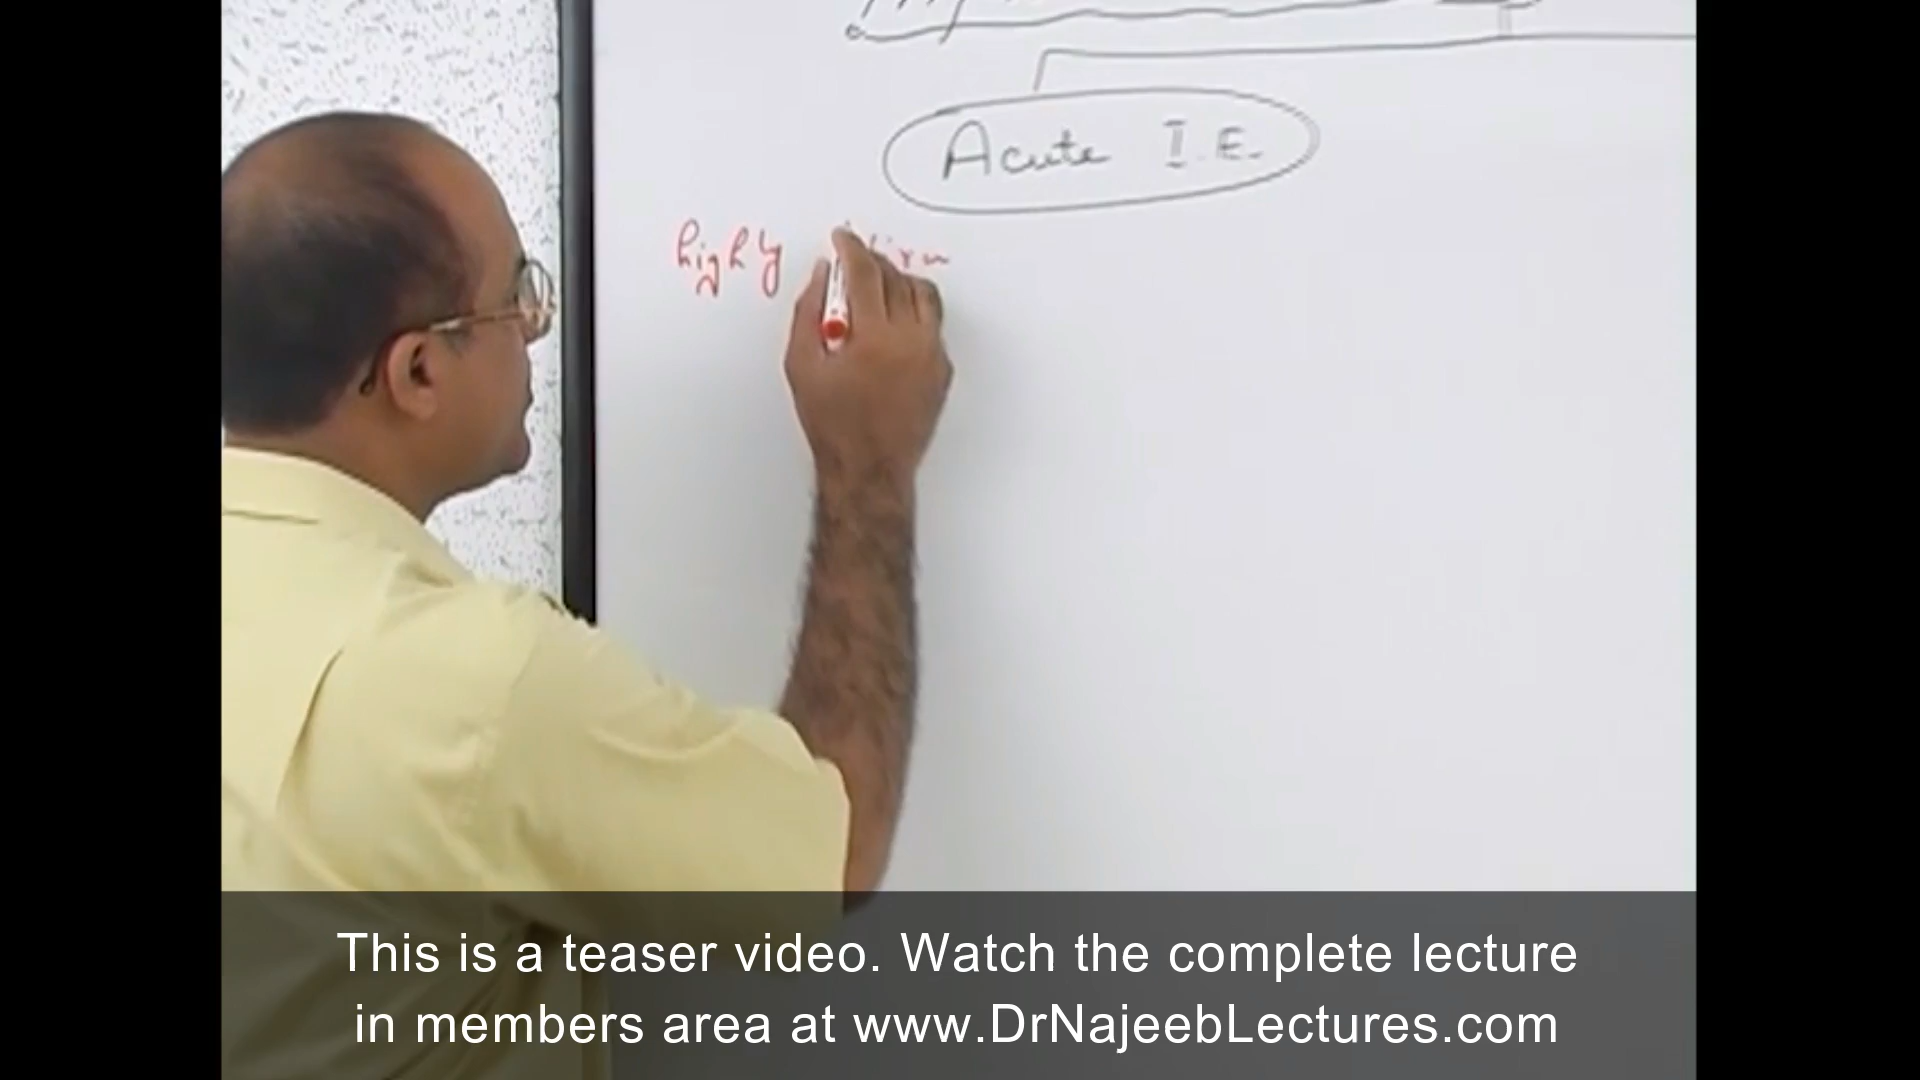 Acute I.E.
highly
This is a teaser video. Watch the complete lecture
in members area at www.DrNajeebLectures.com